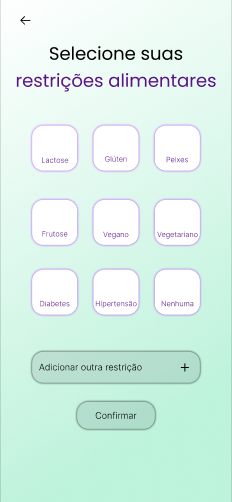 Selecione suas
restrições alimentares
Lactose Glúten Peixes
Frutose Vegano Vegetariano
Diabetes Hipertensão Nenhuma
Adicionar outra restrição +
Confirmar